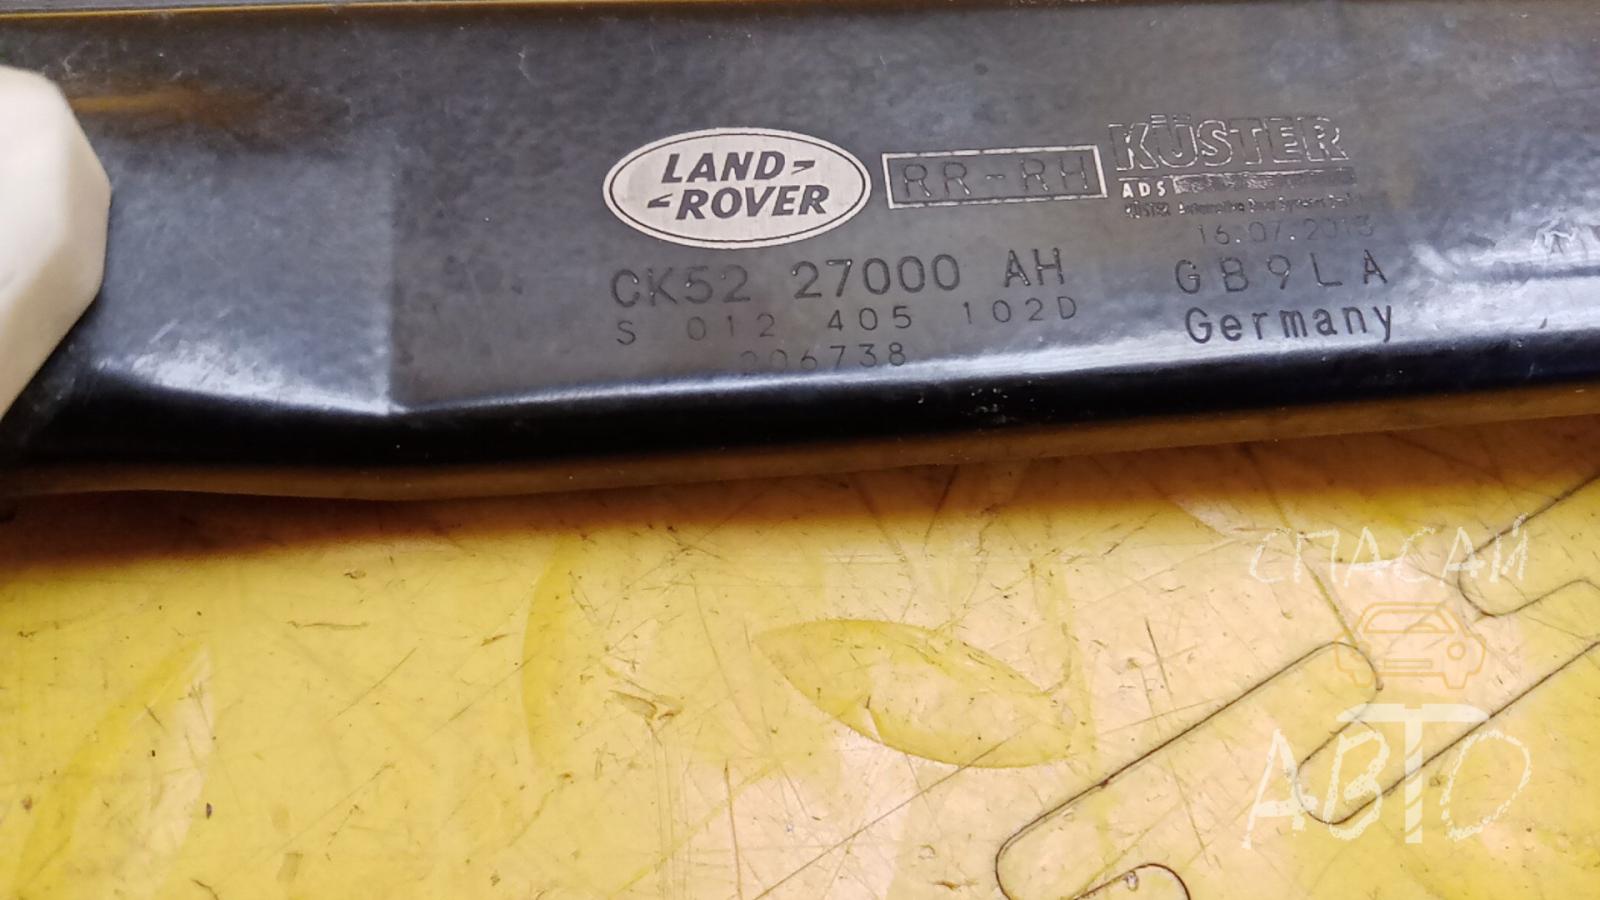 LAND-
ROVER
RR-RH
KÜSTER
ADS
16.07.2013
CK52 27000 AH
GB9LA
S 012 405 102D
Germany
206738
СПАСАЙ
АВТО